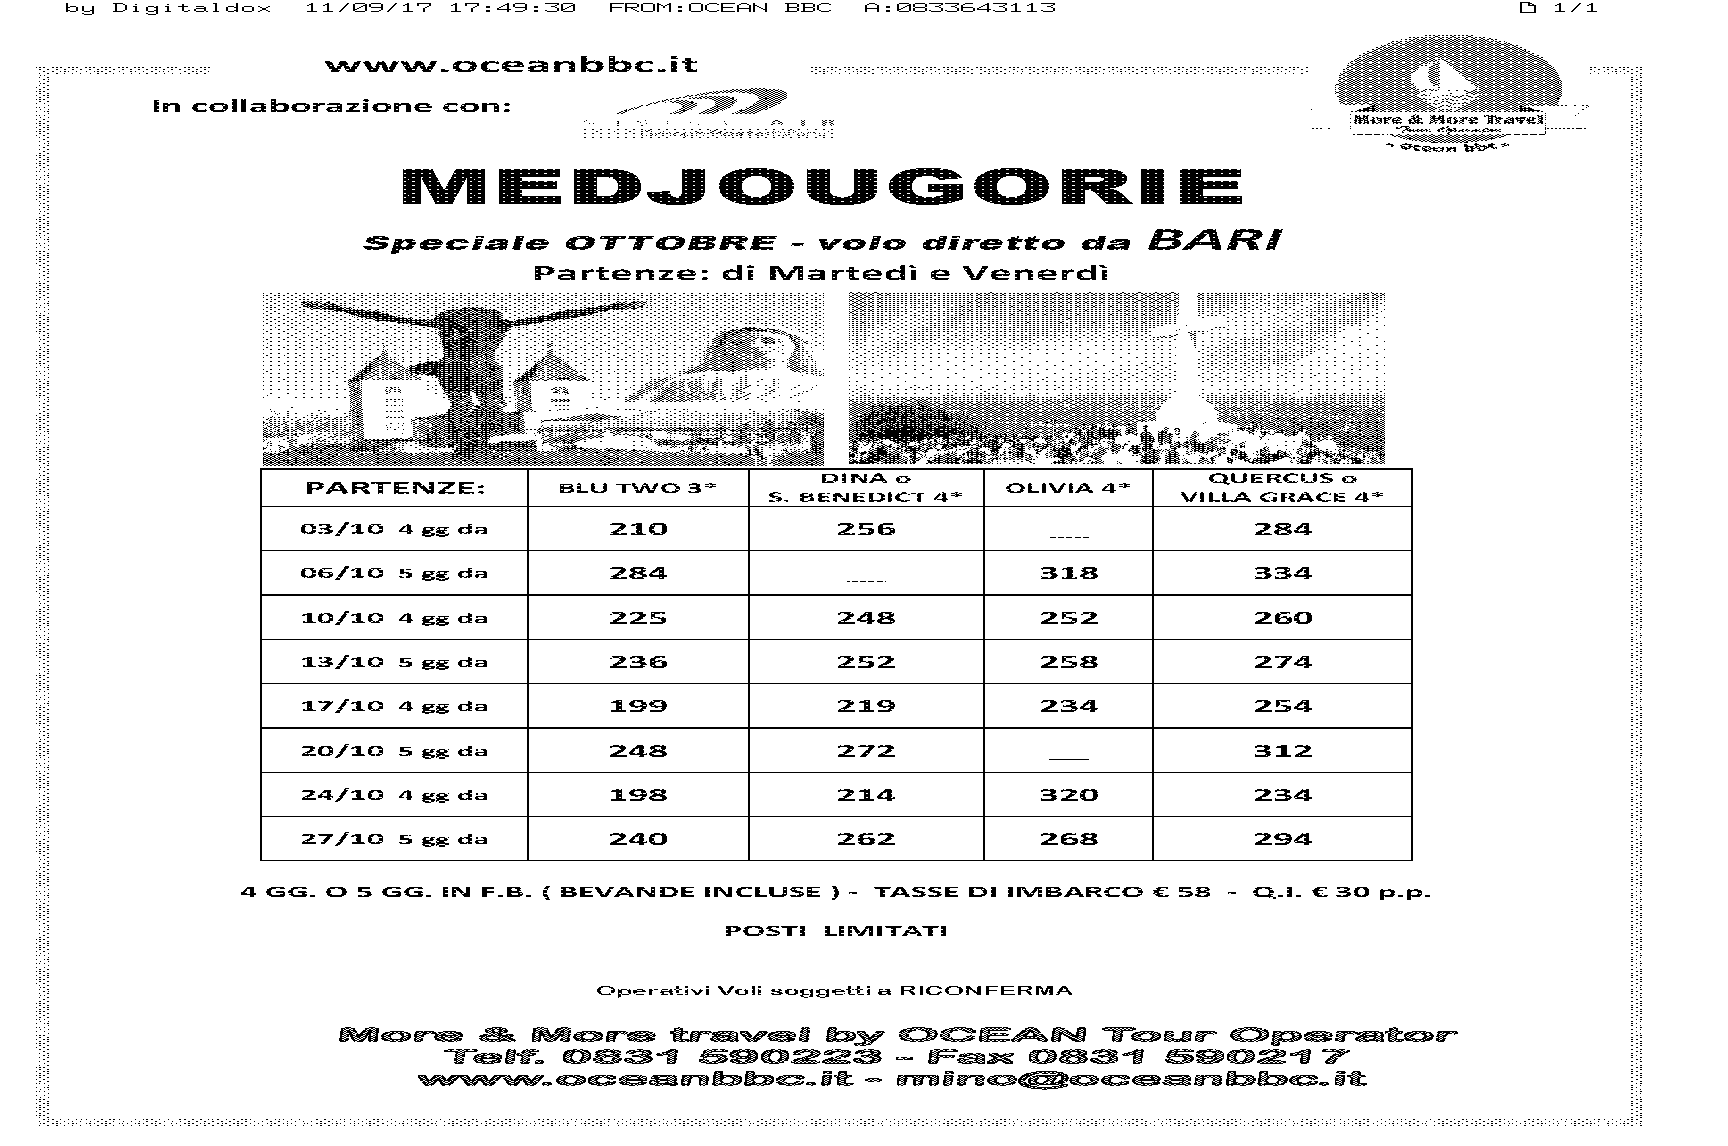 by Digitaldox 11/09/17 17:49:30 FROM:OCEAN BBC A:0833643113 1/1
www.oceanbbc.it
In collaborazione con:
More & More Travel
Tour Operator
* Ocean bbc *
MEDJOUGORIE
Speciale OTTOBRE - volo diretto da BARI
Partenze: di Martedì e Venerdì
PARTENZE: BLU TWO 3* DINA o S. BENEDICT 4* OLIVIA 4* QUERCUS o VILLA GRACE 4*
03/10 4 gg da 210 256 ----- 284
06/10 5 gg da 284 ----- 318 334
10/10 4 gg da 225 248 252 260
13/10 5 gg da 236 252 258 274
17/10 4 gg da 199 219 234 254
20/10 5 gg da 248 272 ___ 312
24/10 4 gg da 198 214 320 234
27/10 5 gg da 240 262 268 294
4 GG. O 5 GG. IN F.B. ( BEVANDE INCLUSE ) - TASSE DI IMBARCO € 58 - Q.I. € 30 p.p.
POSTI LIMITATI
Operativi Voli soggetti a RICONFERMA
More & More travel by OCEAN Tour Operator
Telf. 0831 590223 - Fax 0831 590217
www.oceanbbc.it - mino@oceanbbc.it